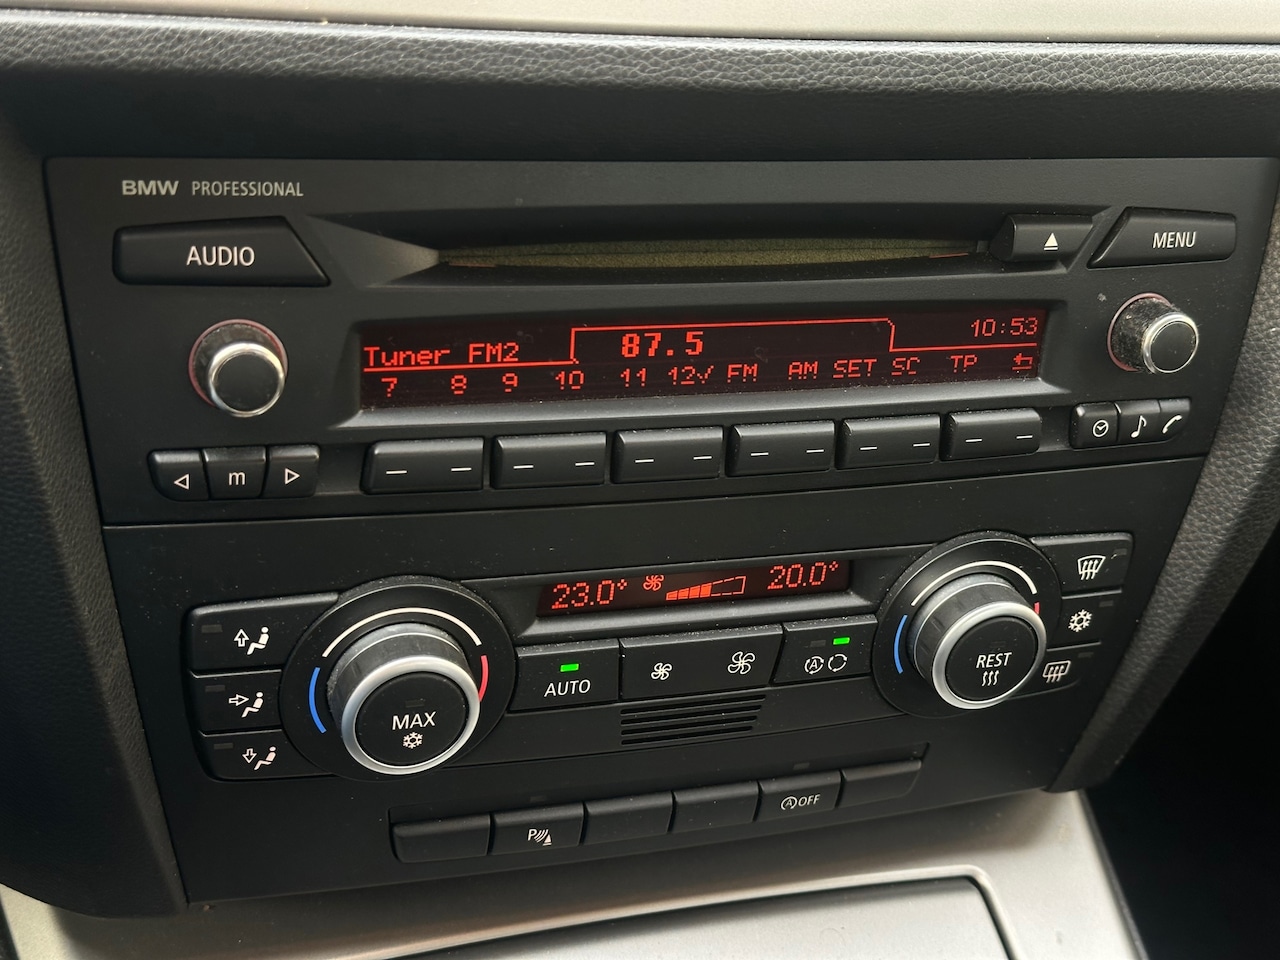 BMW PROFESSIONAL
AUDIO
MENU
Tuner FM2
87.5
10:53
7 8 9 10 11 12√ FM AM SET SC TP
m
23.0°
20.0°
AUTO
A
REST
MAX
P
A OFF